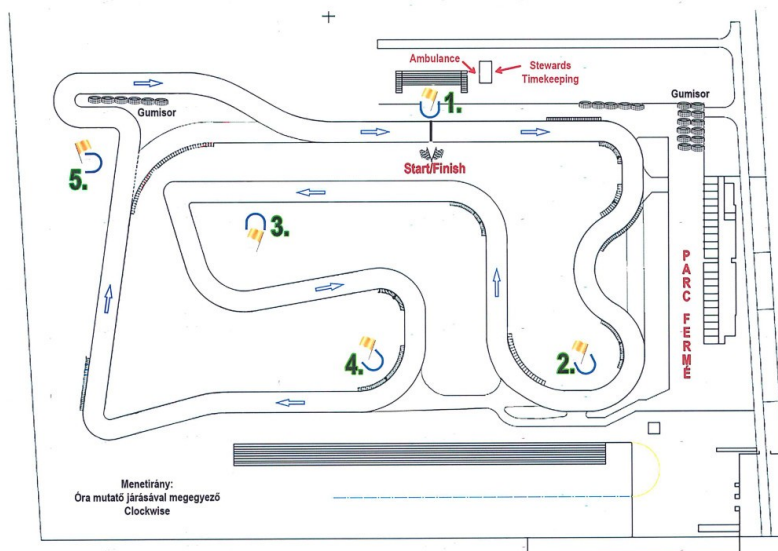 Ambulance
Stewards
Timekeeping
Gumisor
Gumisor
1.
Start/Finish
5.
3.
PARC FERMÉ
4.
2.
Menetirány:
Óra mutató járásával megegyező
Clockwise